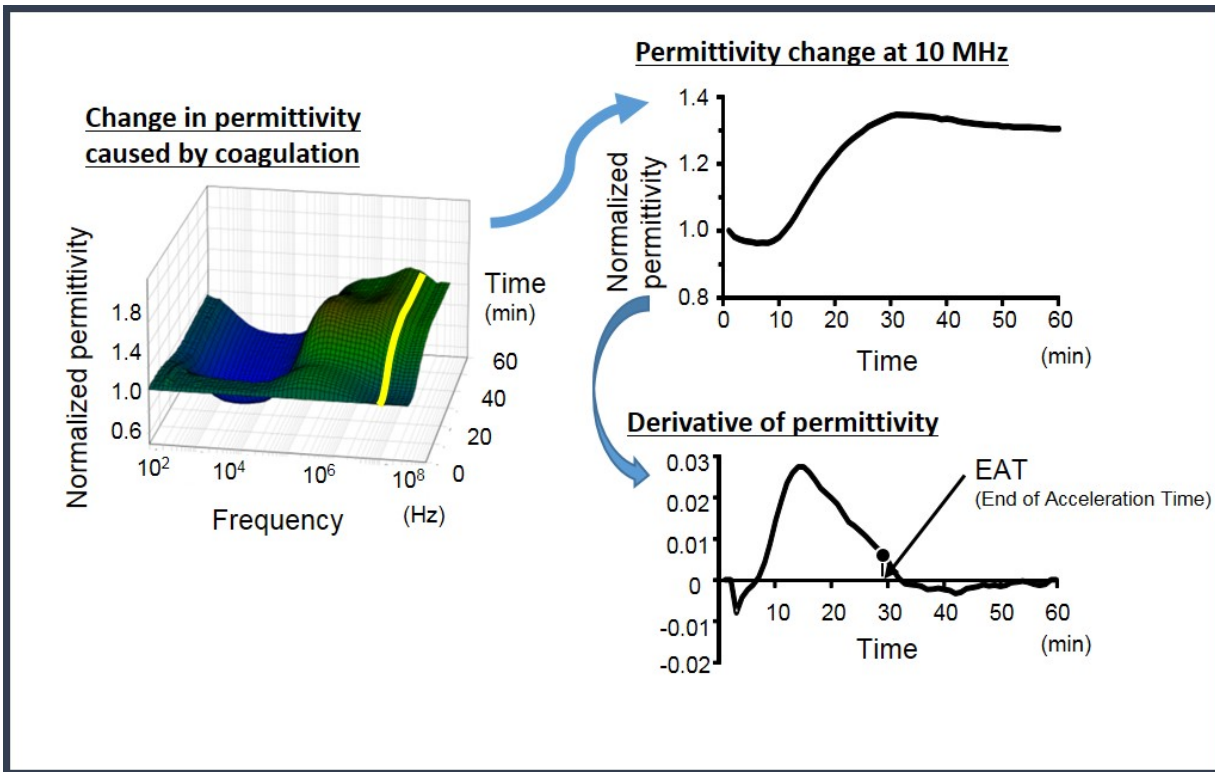 Change in permittivity
caused by coagulation
Normalized permittivity
1.8
1.4
1.0
0.6
10²
10⁴
10⁶
10⁸
(Hz)
Frequency
Time
(min)
60
40
20
0
Permittivity change at 10 MHz
Normalized
permittivity
1.4
1.2
1.0
0.8
0 10 20 30 40 50 60
Time (min)
Derivative of permittivity
0.03
0.02
0.01
0
-0.01
-0.02
EAT
(End of Acceleration Time)
10 20 30 40 50 60
Time (min)